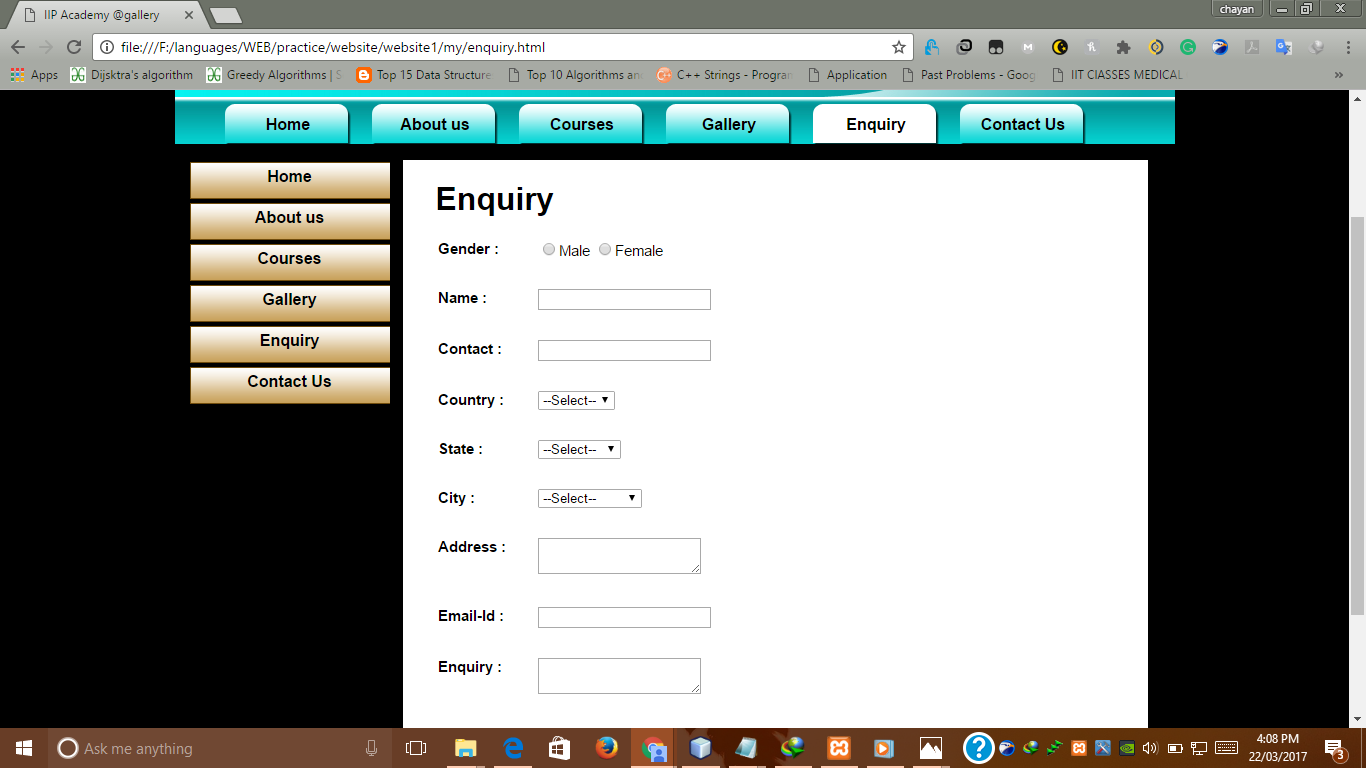 IIP Academy @gallery
chayan
file:///F:/languages/WEB/practice/website/website1/my/enquiry.html
Apps Dijsktra's algorithm Greedy Algorithms | Top 15 Data Structure Top 10 Algorithms an C++ Strings - Program Application Past Problems - Goog IIT ClASSES MEDICAL »
Home About us Courses Gallery Enquiry Contact Us
Home
About us
Courses
Gallery
Enquiry
Contact Us
Enquiry
Gender : Male Female
Name :
Contact :
Country : --Select--
State : --Select--
City : --Select--
Address :
Email-Id :
Enquiry :
Ask me anything
4:08 PM
22/03/2017
3